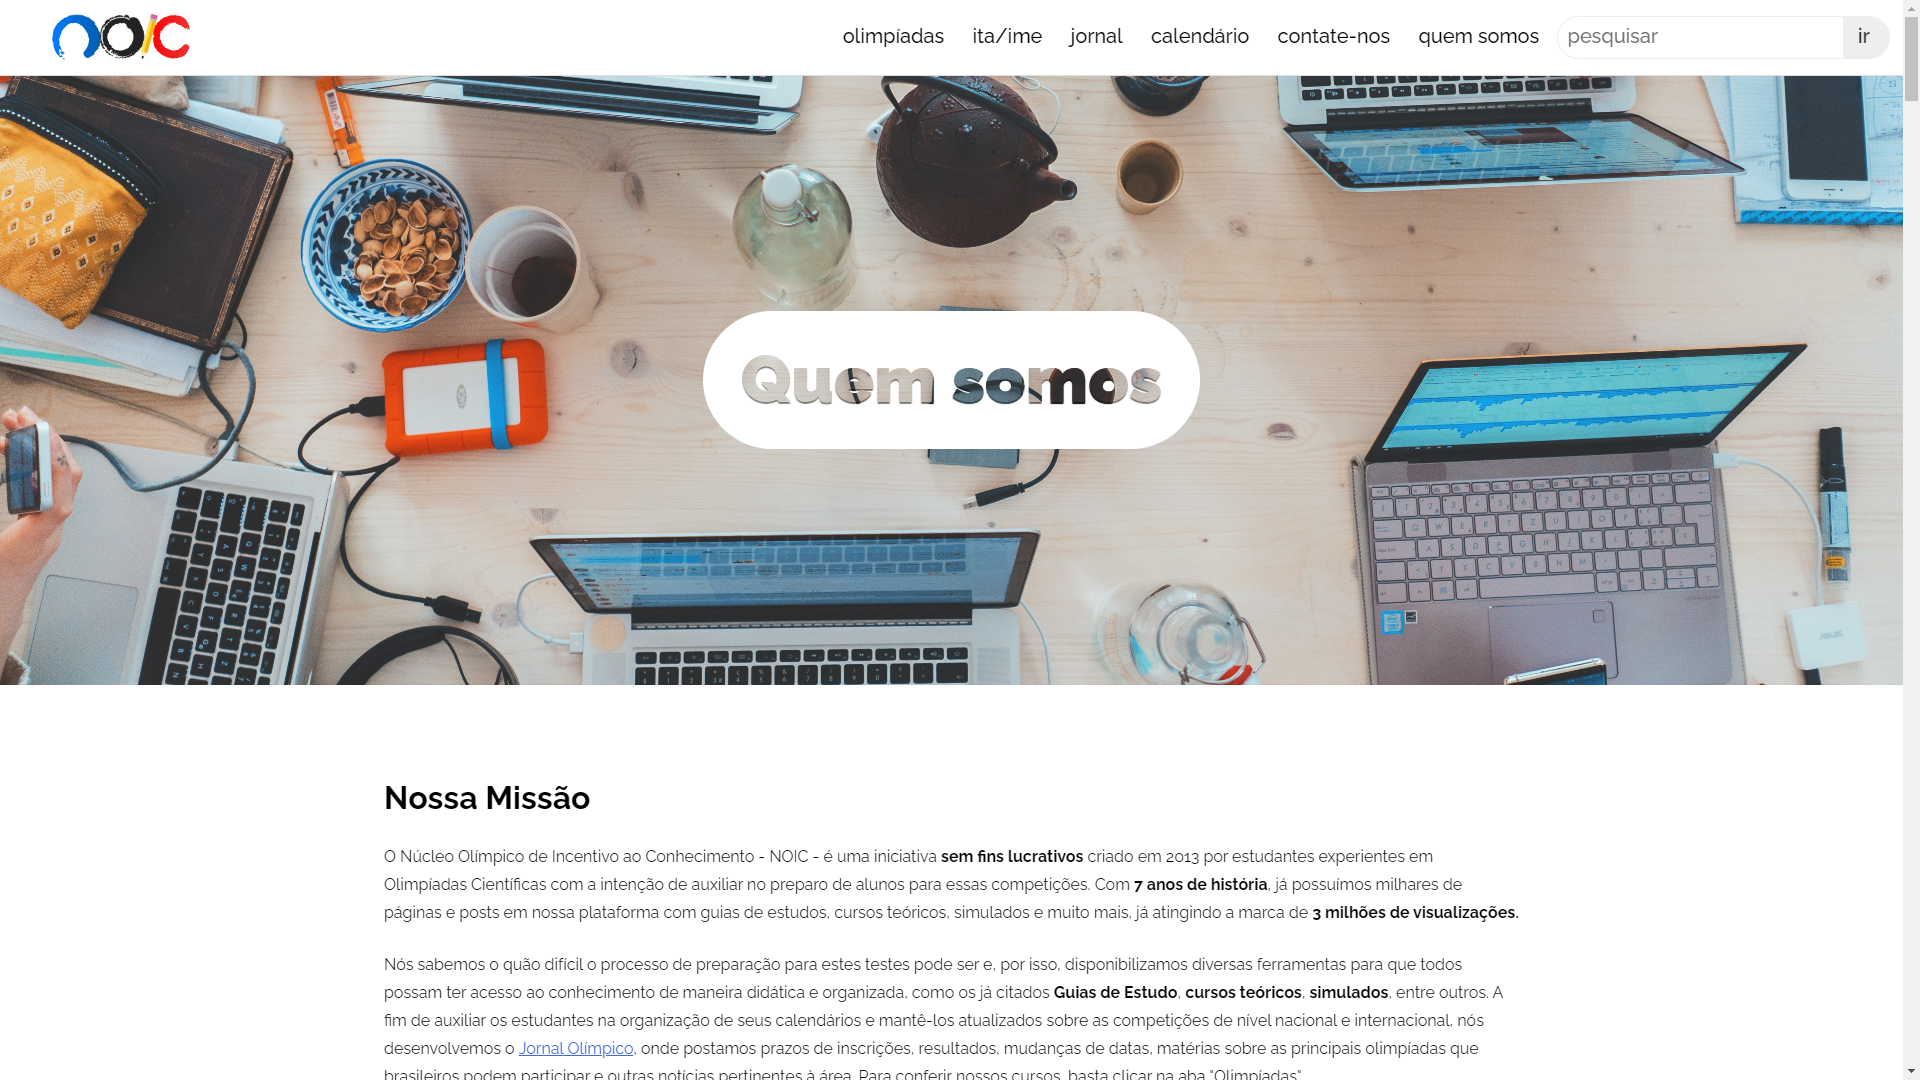 noic
olimpíadas ita/ime jornal calendário contate-nos quem somos pesquisar ir
Quem somos
Nossa Missão
O Núcleo Olímpico de Incentivo ao Conhecimento - NOIC - é uma iniciativa sem fins lucrativos criado em 2013 por estudantes experientes em
Olimpíadas Científicas com a intenção de auxiliar no preparo de alunos para essas competições. Com 7 anos de história, já possuímos milhares de
páginas e posts em nossa plataforma com guias de estudos, cursos teóricos, simulados e muito mais, já atingindo a marca de 3 milhões de visualizações.
Nós sabemos o quão difícil o processo de preparação para estes testes pode ser e, por isso, disponibilizamos diversas ferramentas para que todos
possam ter acesso ao conhecimento de maneira didática e organizada, como os já citados Guias de Estudo, cursos teóricos, simulados, entre outros. A
fim de auxiliar os estudantes na organização de seus calendários e mantê-los atualizados sobre as competições de nível nacional e internacional, nós
desenvolvemos o Jornal Olímpico, onde postamos prazos de inscrições, resultados, mudanças de datas, matérias sobre as principais olimpíadas que
brasileiros podem participar e outras notícias pertinentes à área. Para conferir nossos cursos, basta clicar na aba "Olimpíadas".